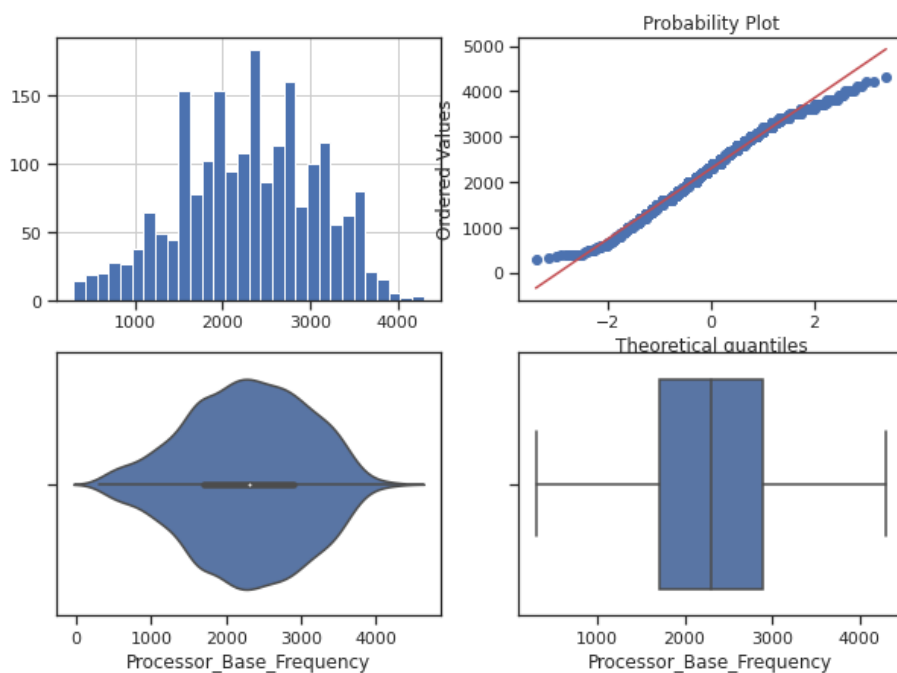 Probability Plot
150
100
50
0
1000 2000 3000 4000
Ordered Values
5000
4000
3000
2000
1000
0
−2 0 2
Theoretical quantiles
0 1000 2000 3000 4000
Processor_Base_Frequency
1000 2000 3000 4000
Processor_Base_Frequency